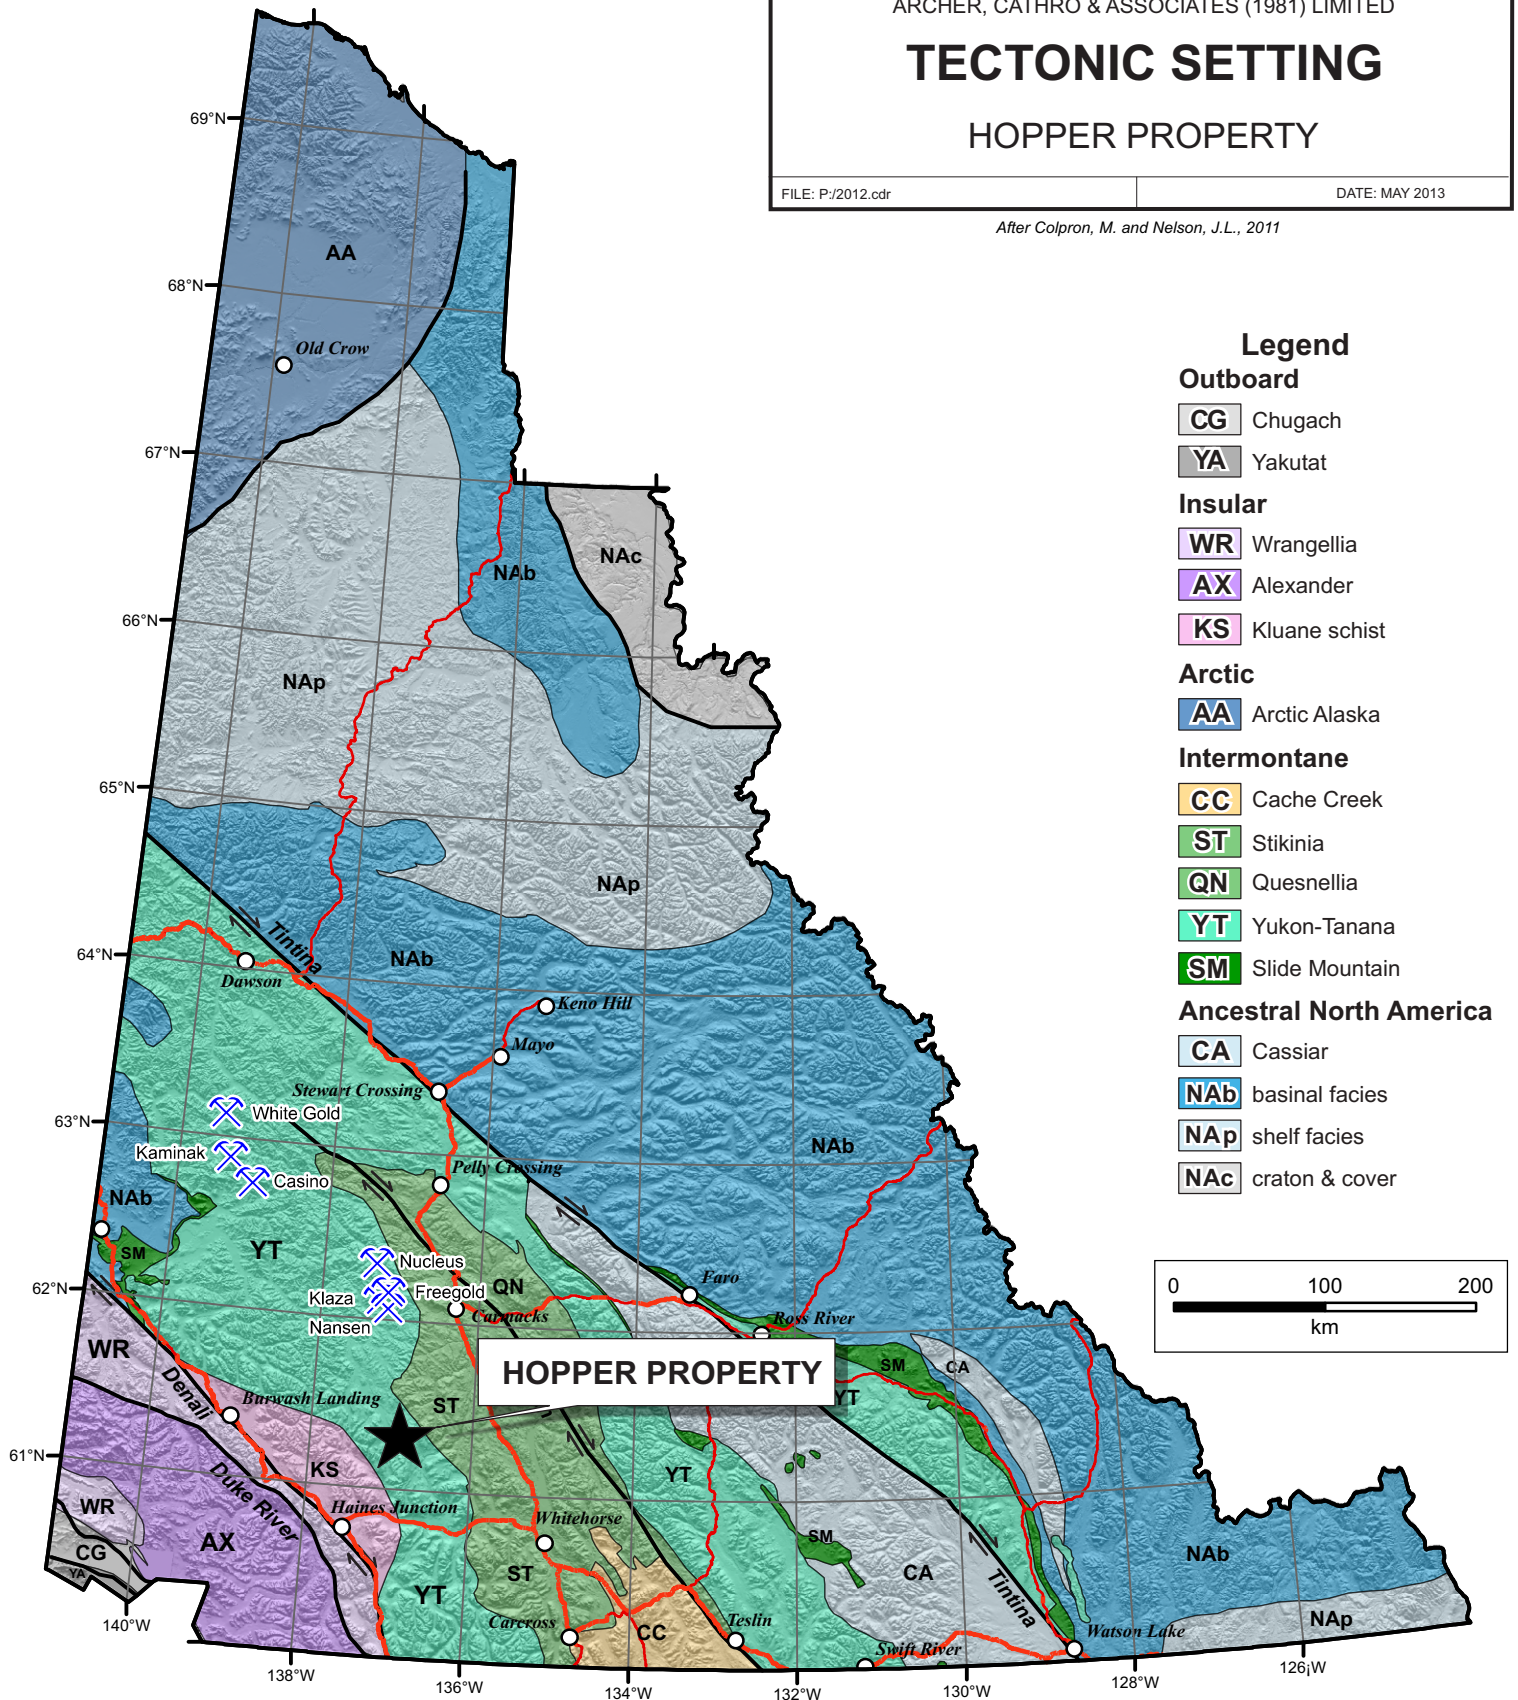 ARCHER, CATHRO & ASSOCIATES (1981) LIMITED
TECTONIC SETTING
HOPPER PROPERTY
FILE: P:/2012.cdr
DATE: MAY 2013
After Colpron, M. and Nelson, J.L., 2011
Legend
Outboard
CG Chugach
YA Yakutat
Insular
WR Wrangellia
AX Alexander
KS Kluane schist
Arctic
AA Arctic Alaska
Intermontane
CC Cache Creek
ST Stikinia
QN Quesnellia
YT Yukon-Tanana
SM Slide Mountain
Ancestral North America
CA Cassiar
NAb basinal facies
NAp shelf facies
NAc craton & cover
0 100 200
km
69°N
AA
68°N
Old Crow
67°N
NAc
NAb
66°N
NAp
65°N
NAp
Tintina
NAb
64°N
Dawson
Keno Hill
Mayo
Stewart Crossing
White Gold
63°N
NAb
Kaminak
Pelly Crossing
Casino
NAb
YT
SM
Nucleus
Faro
62°N
QN
Klaza
Freegold
Carmacks
Nansen
Ross River
WR
HOPPER PROPERTY
SM
CA
Denali
Burwash Landing
YT
ST
61°N
KS
YT
Duke River
WR
Haines Junction
Whitehorse
SM
AX
CG
NAb
YA
ST
CA
YT
Tintina
140°W
Carcross
CC
Teslin
NAp
Swift River
Watson Lake
138°W
136°W
134°W
132°W
130°W
128°W
126¡W